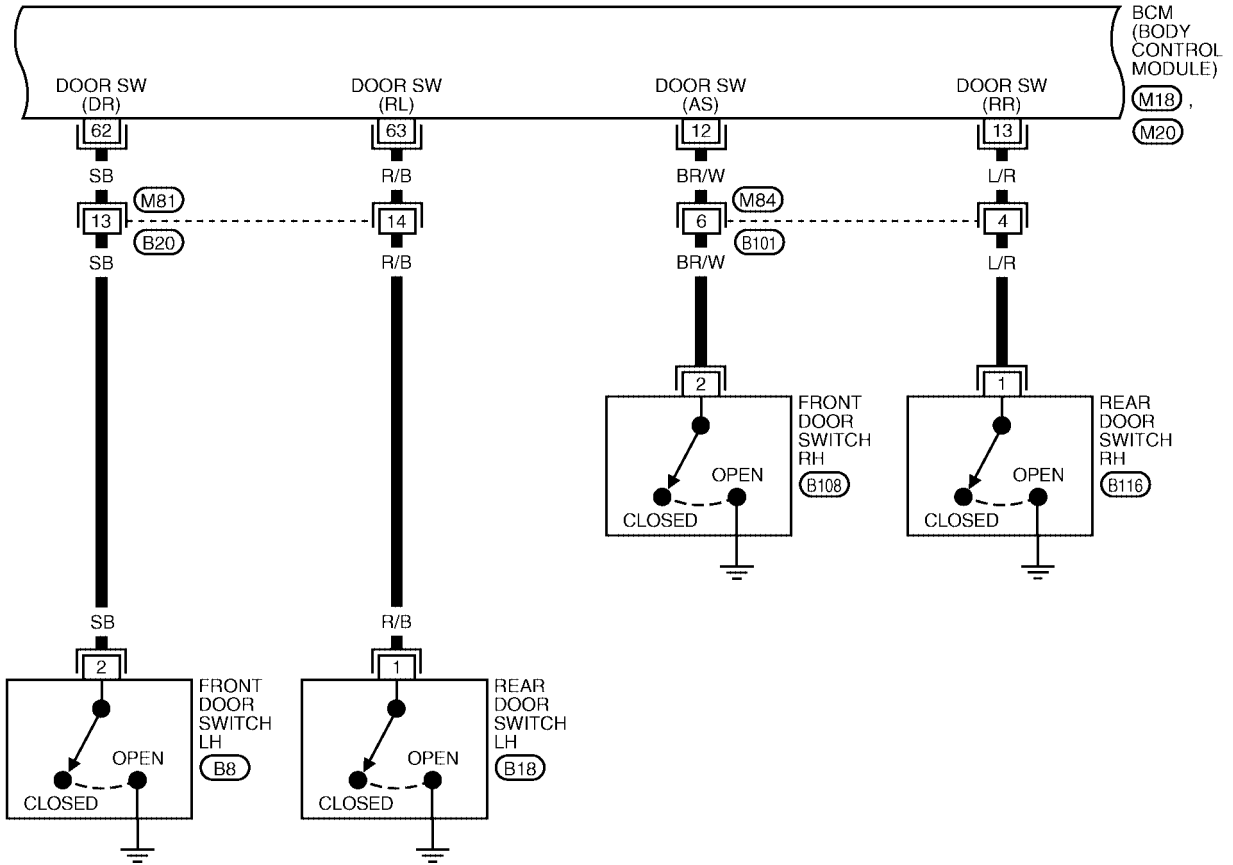 BCM
(BODY
CONTROL
MODULE)
M18 ,
M20
DOOR SW
(DR)
DOOR SW
(RL)
DOOR SW
(AS)
DOOR SW
(RR)
62
63
12
13
SB
R/B
BR/W
L/R
M81
M84
13
14
6
4
B20
B101
SB
R/B
BR/W
L/R
2
FRONT
DOOR
SWITCH
RH
B108
OPEN
CLOSED
1
REAR
DOOR
SWITCH
RH
B116
OPEN
CLOSED
SB
R/B
2
FRONT
DOOR
SWITCH
LH
B8
OPEN
CLOSED
1
REAR
DOOR
SWITCH
LH
B18
OPEN
CLOSED